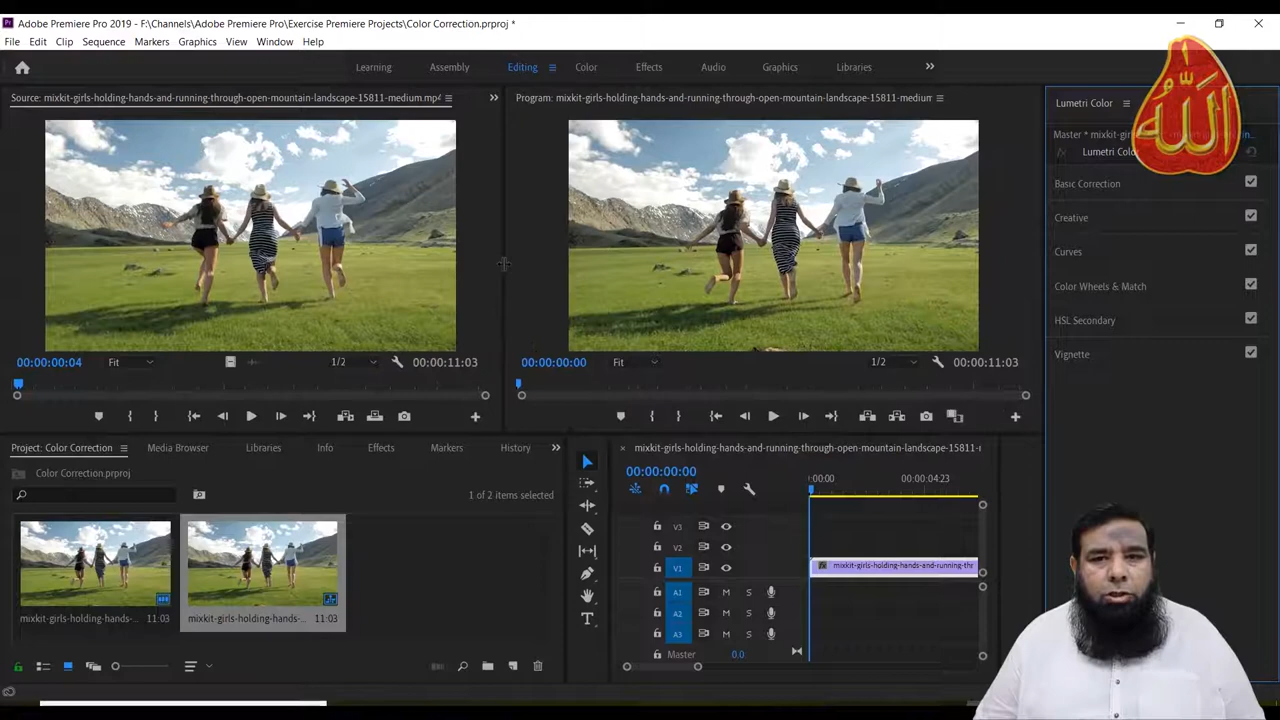 Adobe Premiere Pro 2019 - F:\Channels\Adobe Premiere Pro\Exercise Premiere Projects\Color Correction.prproj *
File Edit Clip Sequence Markers Graphics View Window Help
Learning Assembly Editing Color Effects Audio Graphics Libraries
Source: mixkit-girls-holding-hands-and-running-through-open-mountain-landscape-15811-medium.mp4
Program: mixkit-girls-holding-hands-and-running-through-open-mountain-landscape-15811-medium
Lumetri Color
Master * mixkit-gir
Lumetri Colo
Basic Correction
Creative
Curves
Color Wheels & Match
HSL Secondary
Vignette
الله
00:00:00:04 Fit 1/2 00:00:11:03
00:00:00:00 Fit 1/2 00:00:11:03
Project: Color Correction Media Browser Libraries Info Effects Markers History
Color Correction.prproj
1 of 2 items selected
mixkit-girls-holding-hands-... 11:03
mixkit-girls-holding-hands-... 11:03
mixkit-girls-holding-hands-and-running-through-open-mountain-landscape-15811-
00:00:00:00
:00:00 00:00:04:23
V3
V2
V1 mixkit-girls-holding-hands-and-running-thr
A1 M S
A2 M S
A3 M S
Master 0.0